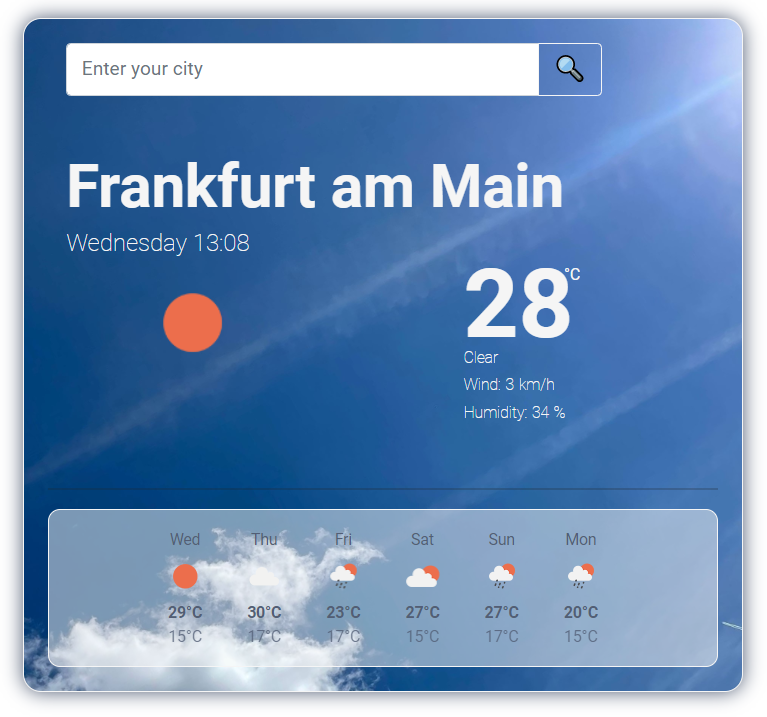 Enter your city
Frankfurt am Main
Wednesday 13:08
28°C
Clear
Wind: 3 km/h
Humidity: 34 %
Wed Thu Fri Sat Sun Mon
29°C 30°C 23°C 27°C 27°C 20°C
15°C 17°C 17°C 15°C 17°C 15°C